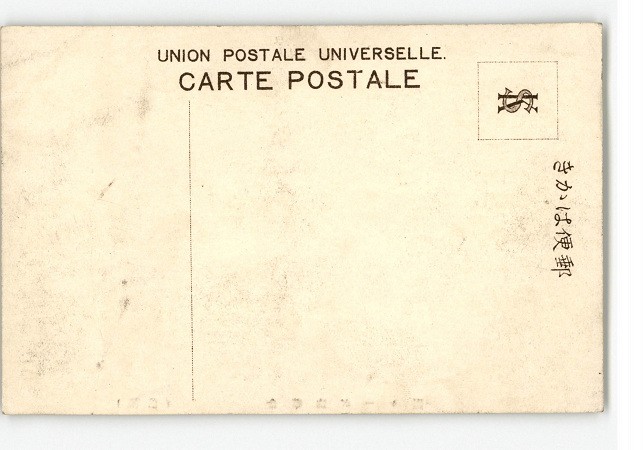 UNION POSTALE UNIVERSELLE.
CARTE POSTALE
郵便はかき